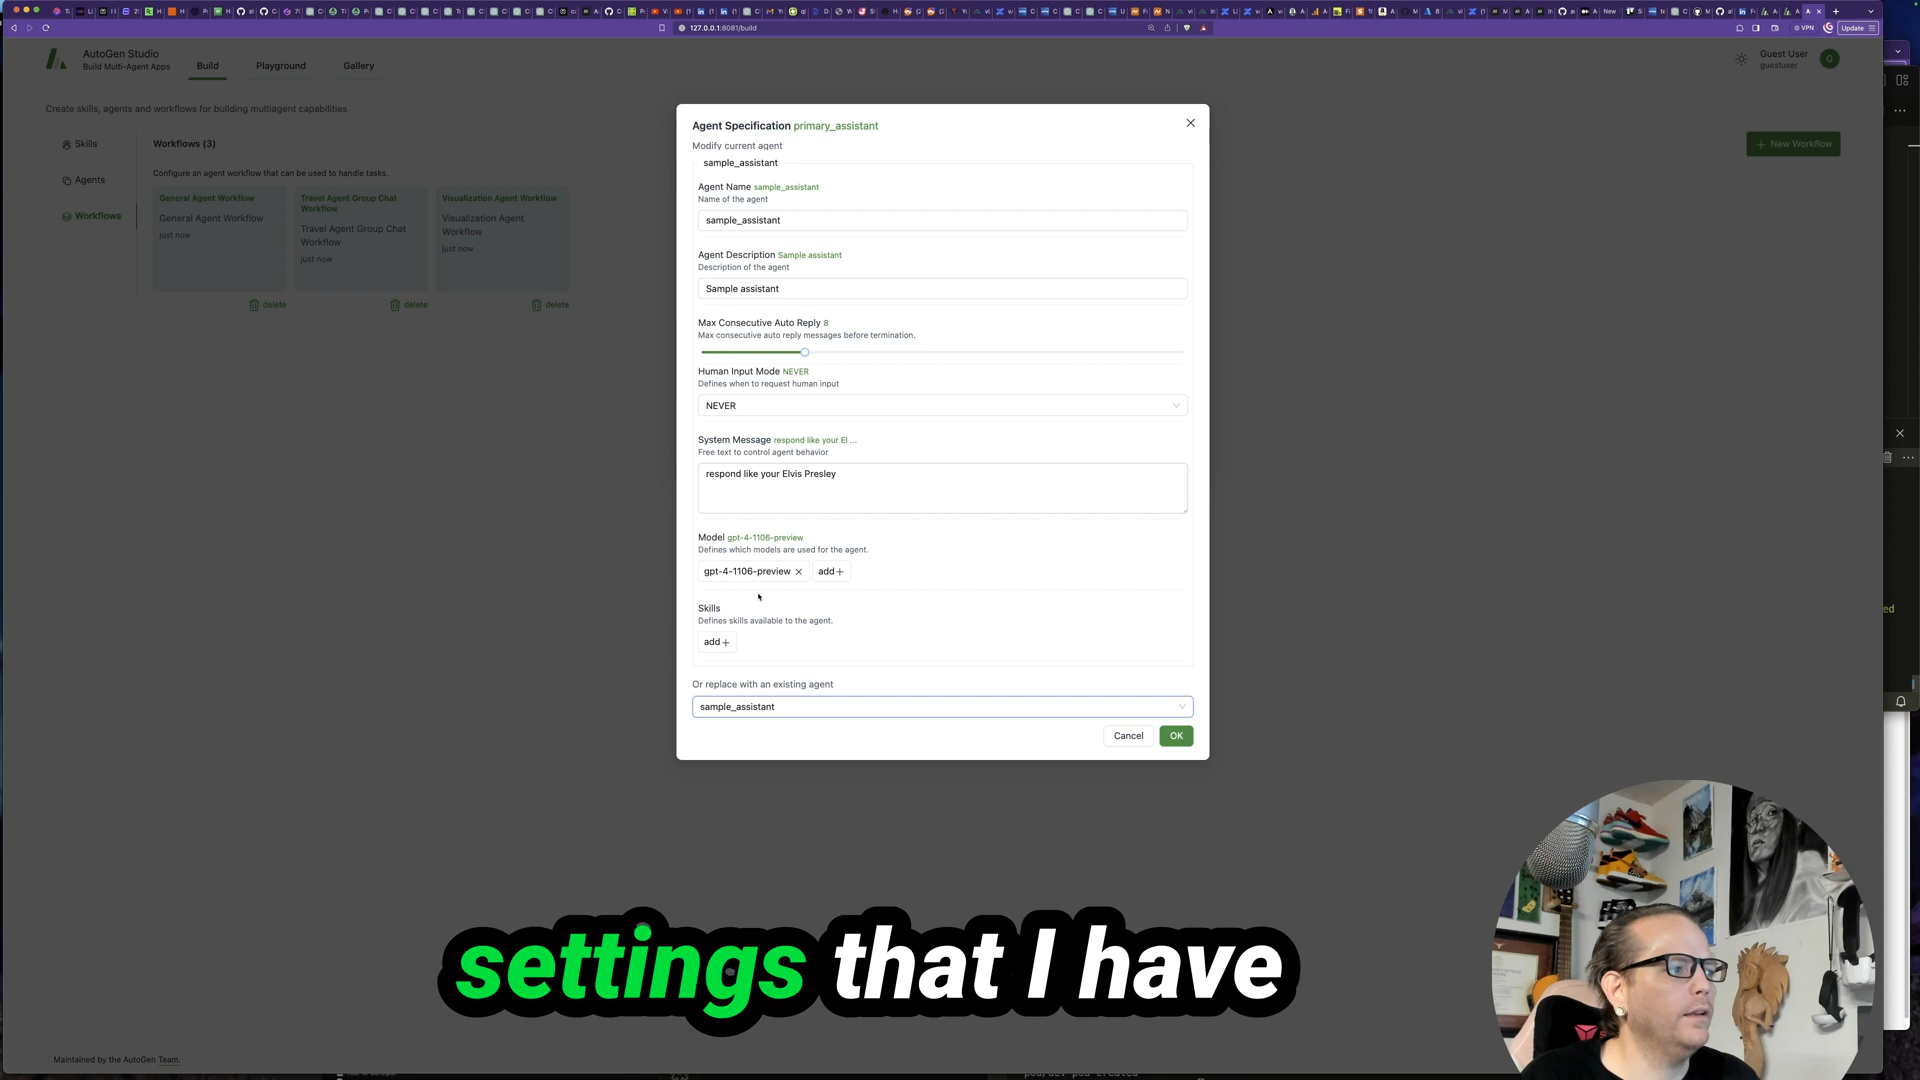 127.0.0.1:8081/build
VPN
Update
AutoGen Studio
Build Multi-Agent Apps
Build
Playground
Gallery
Guest User
guestuser
G
Create skills, agents and workflows for building multiagent capabilities
Skills
Agents
Workflows
Workflows (3)
New Workflow
Configure an agent workflow that can be used to handle tasks.
General Agent Workflow
General Agent Workflow
just now
delete
Travel Agent Group Chat
Workflow
Travel Agent Group Chat
Workflow
just now
delete
Visualization Agent Workflow
Visualization Agent
Workflow
just now
delete
Agent Specification primary_assistant
Modify current agent
sample_assistant
Agent Name sample_assistant
Name of the agent
sample_assistant
Agent Description Sample assistant
Description of the agent
Sample assistant
Max Consecutive Auto Reply 8
Max consecutive auto reply messages before termination.
Human Input Mode NEVER
Defines when to request human input
NEVER
System Message respond like your El ...
Free text to control agent behavior
respond like your Elvis Presley
Model gpt-4-1106-preview
Defines which models are used for the agent.
gpt-4-1106-preview
add
Skills
Defines skills available to the agent.
add
Or replace with an existing agent
sample_assistant
Cancel
OK
ed
settings that I have
Maintained by the AutoGen Team.